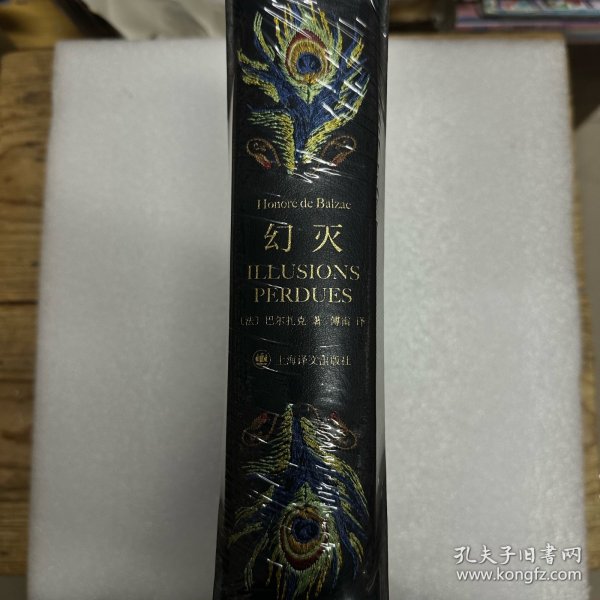 Honoré de Balzac
幻灭
ILLUSIONS
PERDUES
〔法〕巴尔扎克 著 傅雷 译
上海译文出版社
孔夫子旧书网
www.kongfz.com